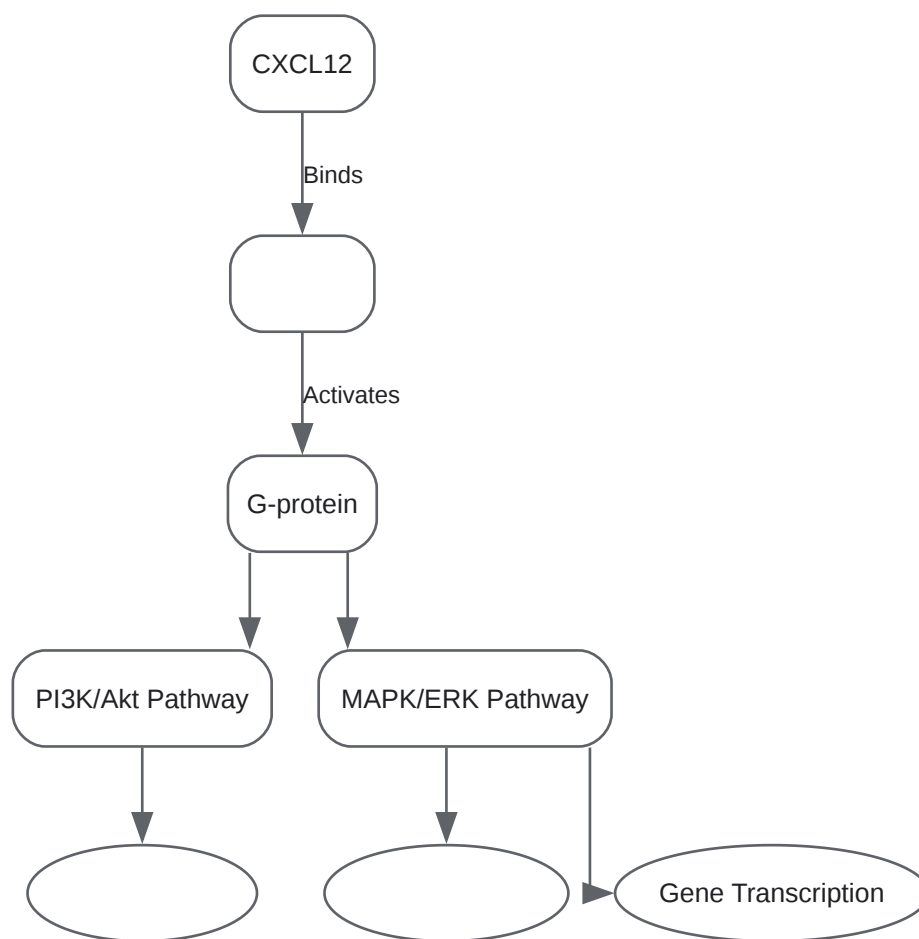 CXCL12
Binds
Activates
G-protein
PI3K/Akt Pathway
MAPK/ERK Pathway
Gene Transcription